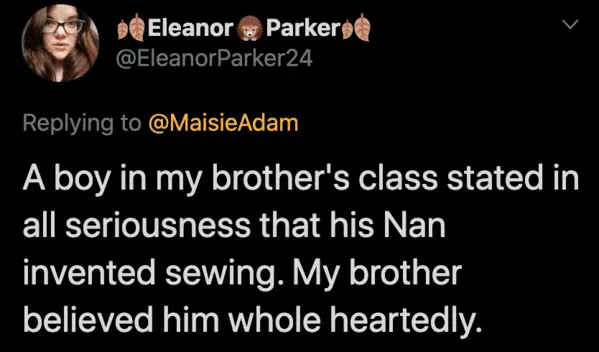 🍂Eleanor🦔Parker🍂
@EleanorParker24
Replying to @MaisieAdam
A boy in my brother's class stated in
all seriousness that his Nan
invented sewing. My brother
believed him whole heartedly.